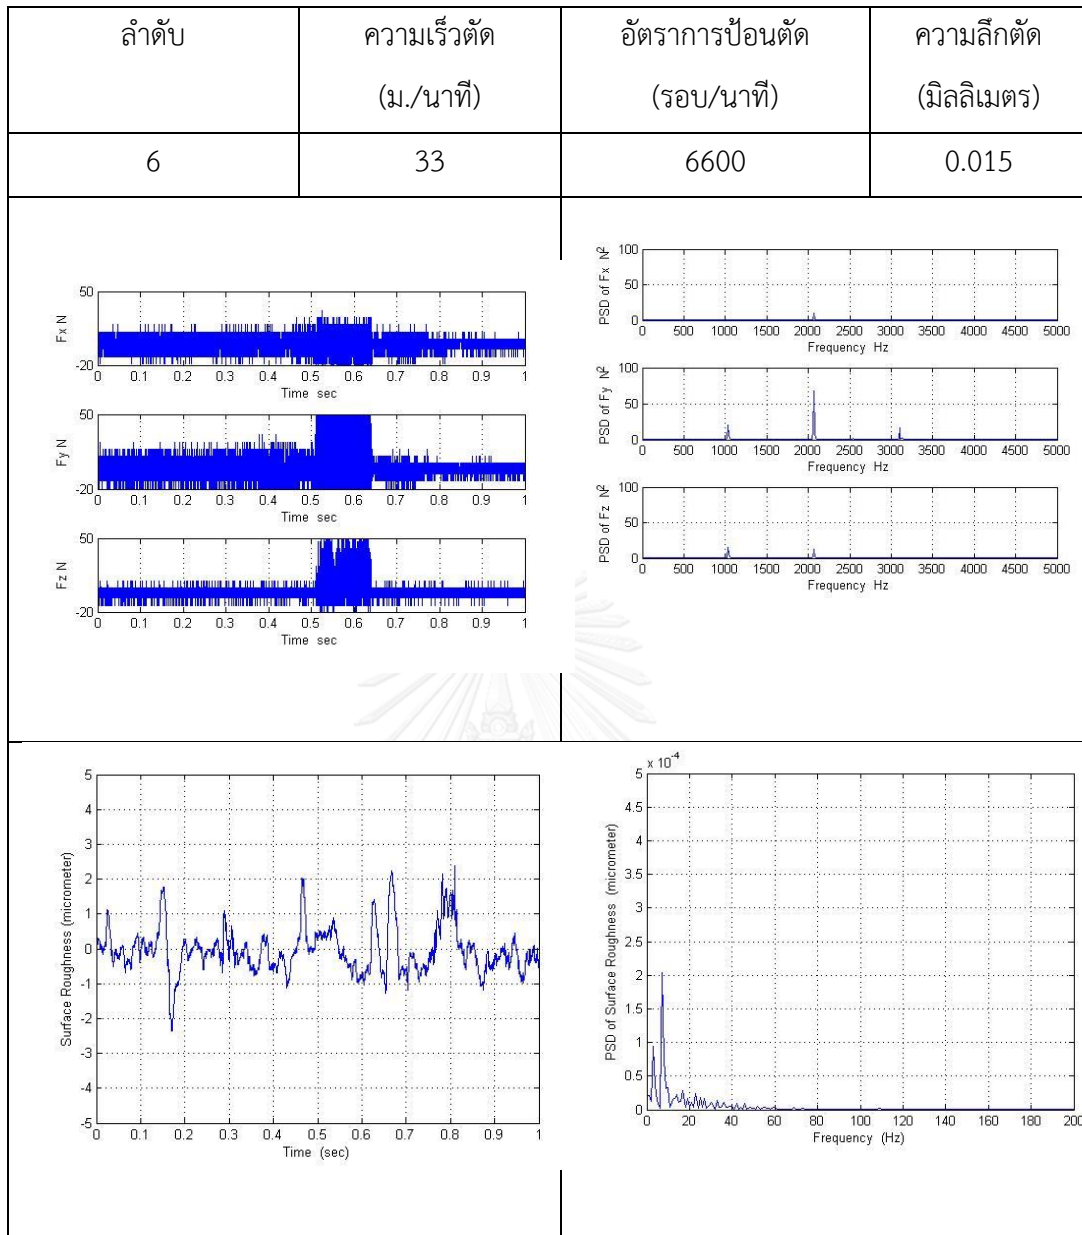 ลำดับ ความเร็วตัด อัตราการป้อนตัด ความลึกตัด
(ม./นาที) (รอบ/นาที) (มิลลิเมตร)
6 33 6600 0.015
50
Fx N
-20
0 0.1 0.2 0.3 0.4 0.5 0.6 0.7 0.8 0.9 1
Time sec
50
Fy N
-20
0 0.1 0.2 0.3 0.4 0.5 0.6 0.7 0.8 0.9 1
Time sec
50
Fz N
-20
0 0.1 0.2 0.3 0.4 0.5 0.6 0.7 0.8 0.9 1
Time sec
100
PSD of Fx N²
50
0
0 500 1000 1500 2000 2500 3000 3500 4000 4500 5000
Frequency Hz
100
PSD of Fy N²
50
0
0 500 1000 1500 2000 2500 3000 3500 4000 4500 5000
Frequency Hz
100
PSD of Fz N²
50
0
0 500 1000 1500 2000 2500 3000 3500 4000 4500 5000
Frequency Hz
5
4
3
2
1
0
-1
-2
-3
-4
-5
Surface Roughness (micrometer)
0 0.1 0.2 0.3 0.4 0.5 0.6 0.7 0.8 0.9 1
Time (sec)
x 10⁻⁴
5
4.5
4
3.5
3
2.5
2
1.5
1
0.5
0
PSD of Surface Roughness (micrometer)
0 20 40 60 80 100 120 140 160 180 200
Frequency (Hz)